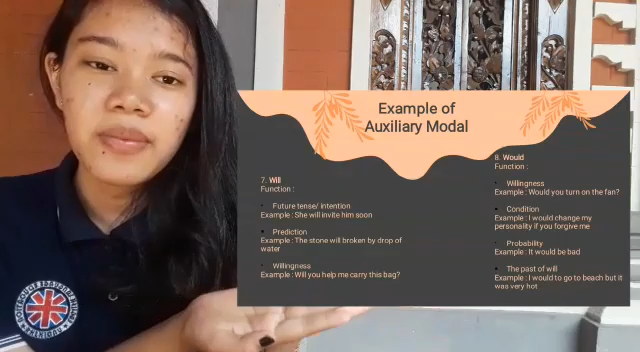 Example of
Auxiliary Modal
7. Will
Function :
• Future tense/ intention
Example : She will invite him soon
• Prediction
Example : The stone will broken by drop of
water
• Willingness
Example : Will you help me carry this bag?
8. Would
Function :
• Willingness
Example : Would you turn on the fan?
• Condition
Example : I would change my
personality if you forgive me
• Probability
Example : It would be bad
• The past of will
Example : I would to go to beach but it
was very hot